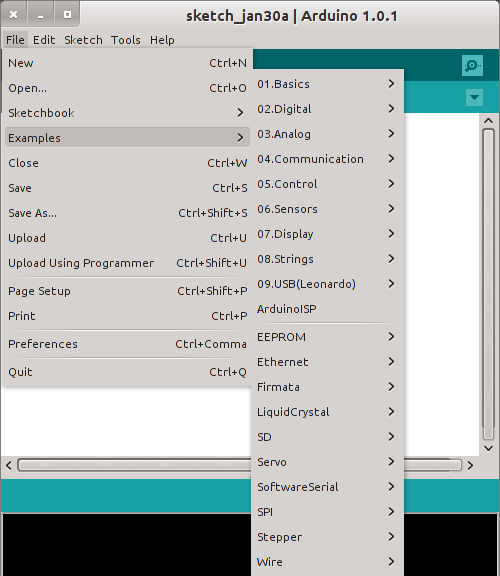 sketch_jan30a | Arduino 1.0.1
File Edit Sketch Tools Help
New Ctrl+N
Open... Ctrl+O
Sketchbook
Examples
Close Ctrl+W
Save Ctrl+S
Save As... Ctrl+Shift+S
Upload Ctrl+U
Upload Using Programmer Ctrl+Shift+U
Page Setup Ctrl+Shift+P
Print Ctrl+P
Preferences Ctrl+Comma
Quit Ctrl+Q
01.Basics
02.Digital
03.Analog
04.Communication
05.Control
06.Sensors
07.Display
08.Strings
09.USB(Leonardo)
ArduinoISP
EEPROM
Ethernet
Firmata
LiquidCrystal
SD
Servo
SoftwareSerial
SPI
Stepper
Wire